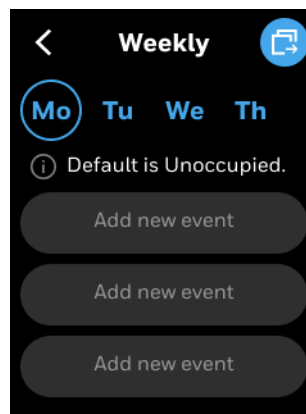 Weekly
Mo Tu We Th
Default is Unoccupied.
Add new event
Add new event
Add new event